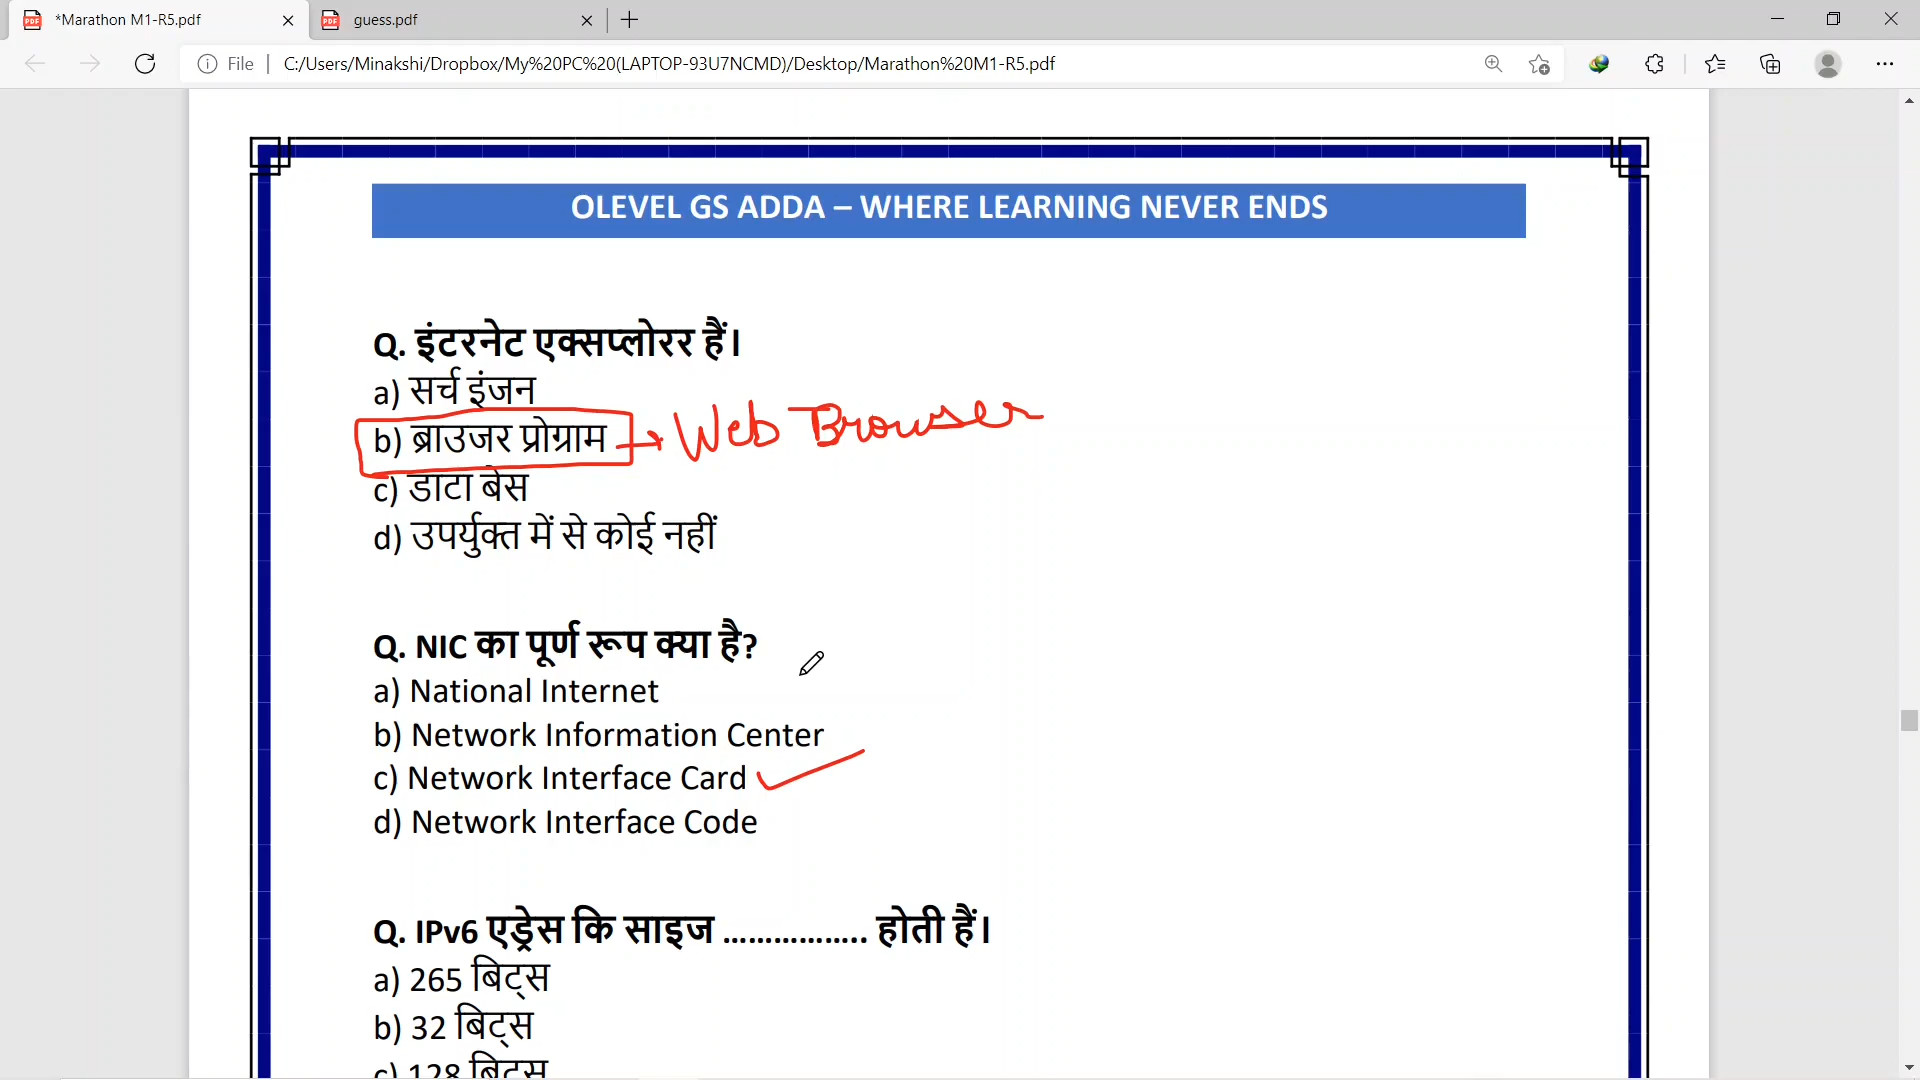 *Marathon M1-R5.pdf
guess.pdf
File
C:/Users/Minakshi/Dropbox/My%20PC%20(LAPTOP-93U7NCMD)/Desktop/Marathon%20M1-R5.pdf
OLEVEL GS ADDA – WHERE LEARNING NEVER ENDS
Q. इंटरनेट एक्सप्लोरर हैं।
a) सर्च इंजन
b) ब्राउजर प्रोग्राम → Web Browser
c) डाटा बेस
d) उपर्युक्त में से कोई नहीं
Q. NIC का पूर्ण रूप क्या है?
a) National Internet
b) Network Information Center
c) Network Interface Card
d) Network Interface Code
Q. IPv6 एड्रेस कि साइज …………….. होती हैं।
a) 265 बिट्स
b) 32 बिट्स
c) 128 बिट्स